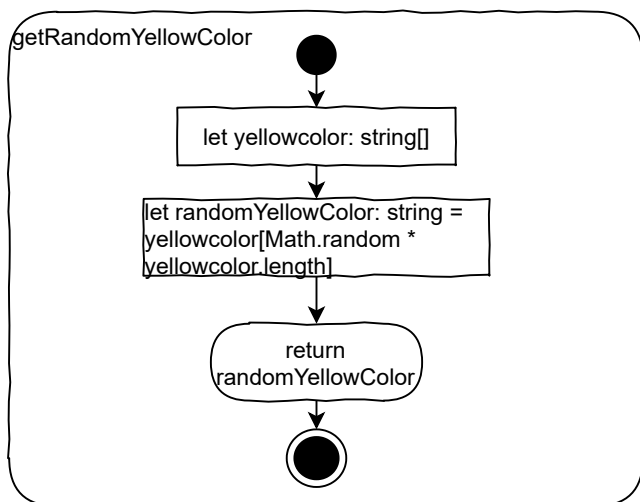 getRandomYellowColor
let yellowcolor: string[]
let randomYellowColor: string =
yellowcolor[Math.random *
yellowcolor.length]
return
randomYellowColor